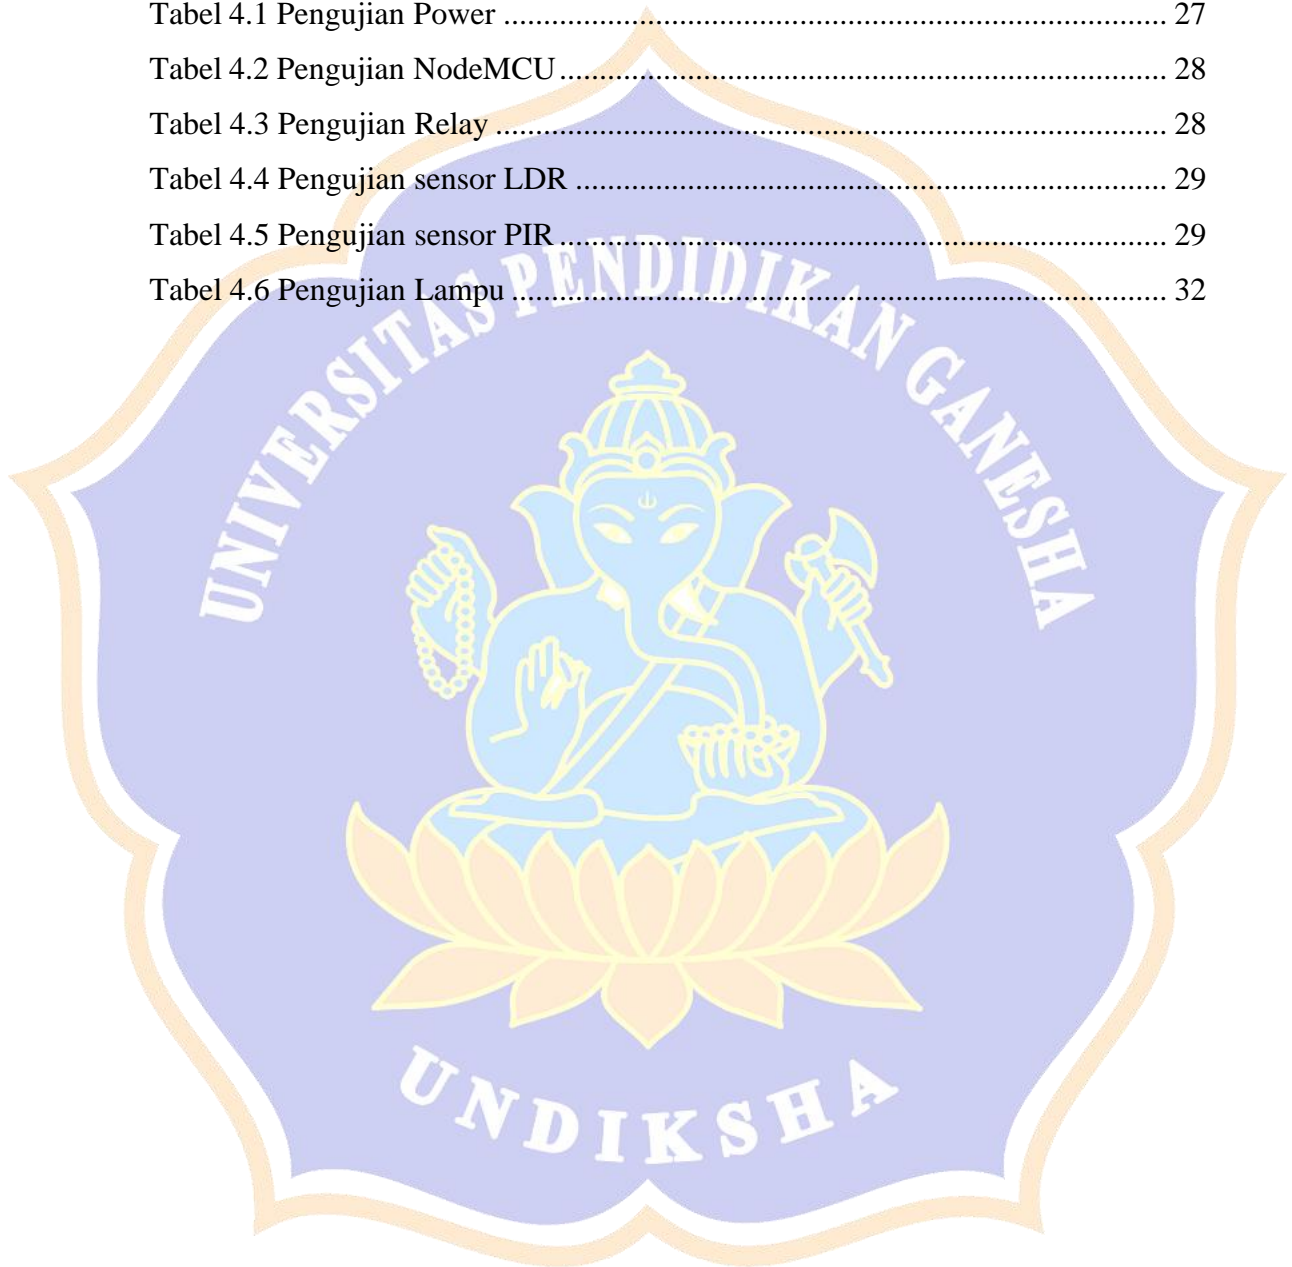 Tabel 4.1 Pengujian Power ................................................................................... 27
Tabel 4.2 Pengujian NodeMCU ............................................................................ 28
Tabel 4.3 Pengujian Relay .................................................................................... 28
Tabel 4.4 Pengujian sensor LDR .......................................................................... 29
Tabel 4.5 Pengujian sensor PIR ............................................................................ 29
Tabel 4.6 Pengujian Lampu .................................................................................. 32
UNIVERSITAS PENDIDIKAN GANESHA
UNDIKSHA